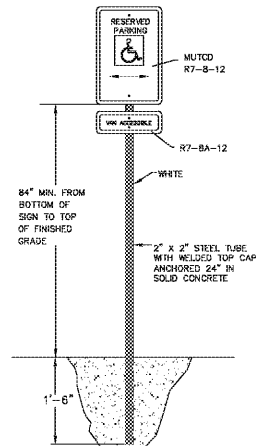 RESERVED
PARKING
MUTCD
R7-8-12
VAN ACCESSIBLE
R7-8A-12
84" MIN. FROM
BOTTOM OF
SIGN TO TOP
OF FINISHED
GRADE
WHITE
2" X 2" STEEL TUBE
WITH WELDED TOP CAP
ANCHORED 24" IN
SOLID CONCRETE
1'-6"